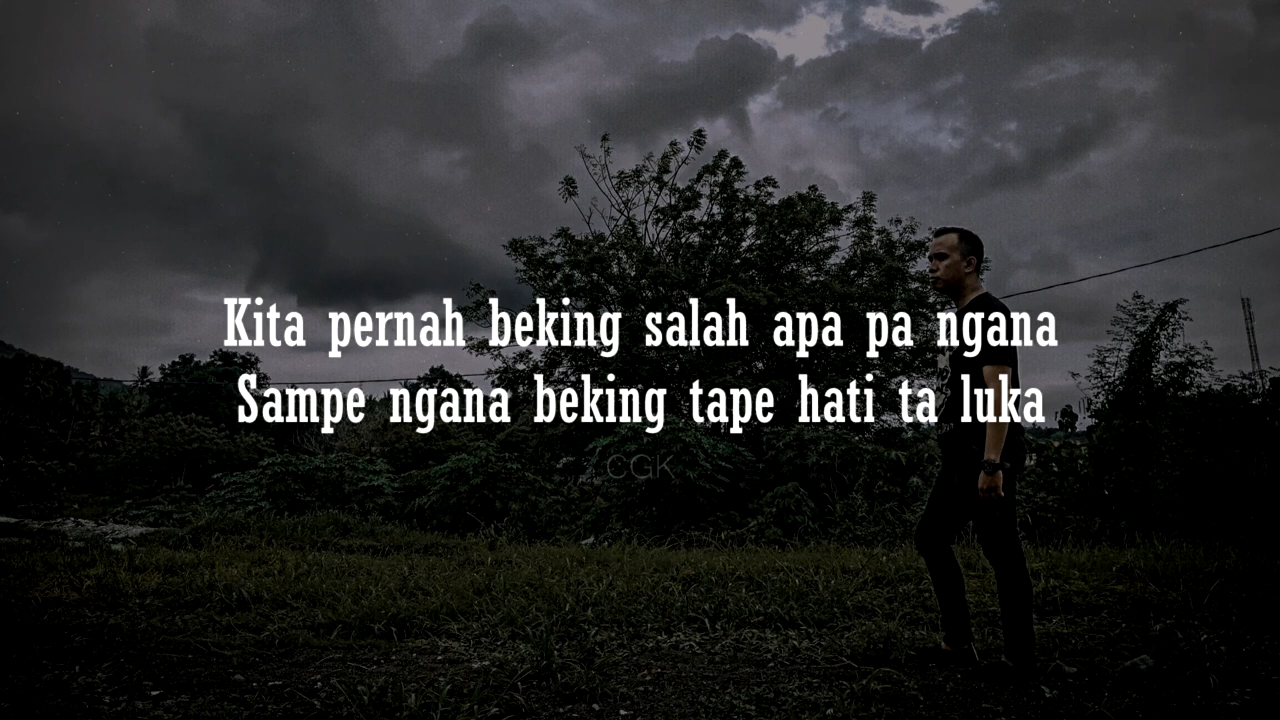 Kita pernah beking salah apa pa ngana
Sampe ngana beking tape hati ta luka
CGK